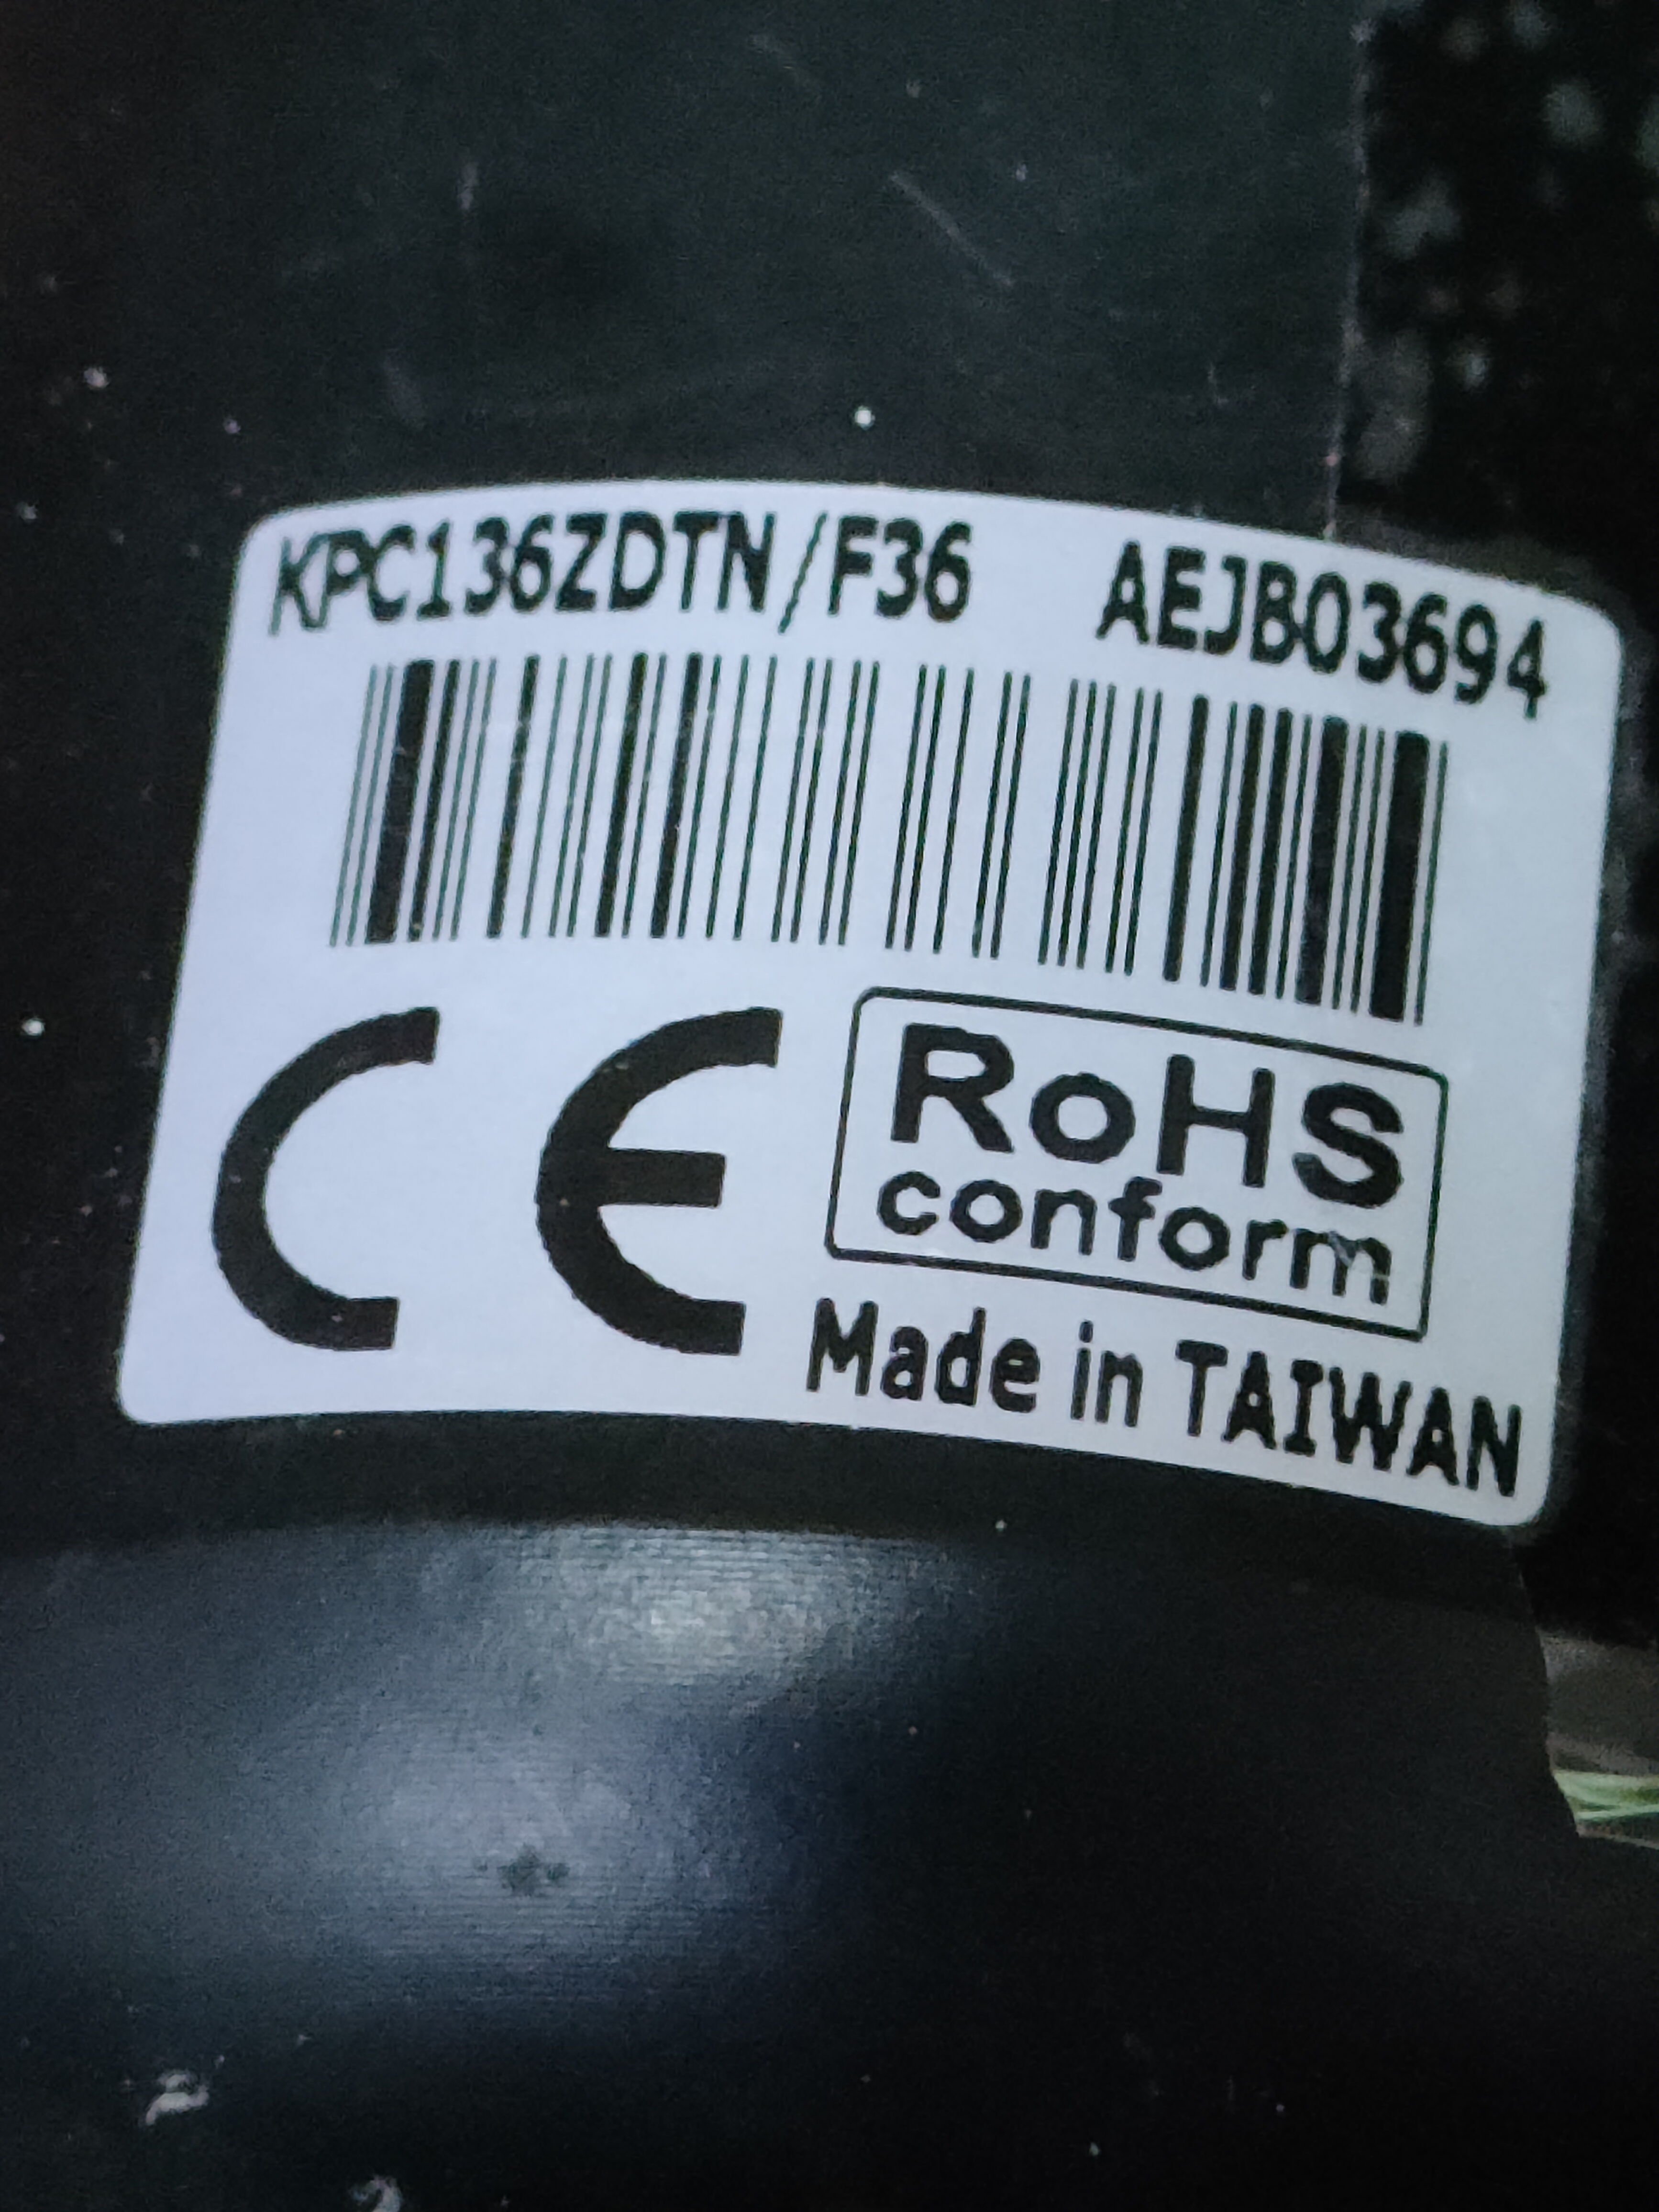 KPC136ZDTN/F36 AEJB03694
CE
RoHS
conform
Made in TAIWAN